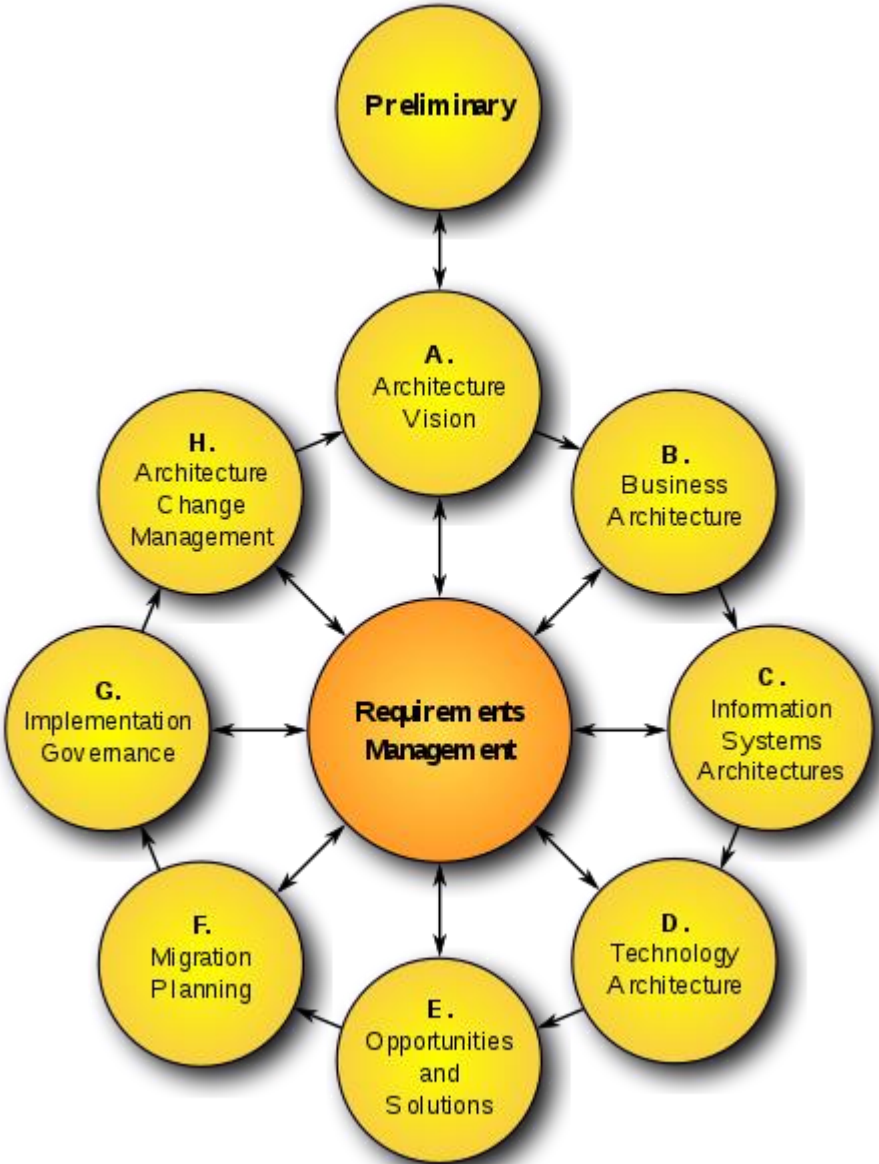 Preliminary
A.
Architecture
Vision
B.
Business
Architecture
C.
Information
Systems
Architectures
D.
Technology
Architecture
E.
Opportunities
and
Solutions
F.
Migration
Planning
G.
Implementation
Governance
H.
Architecture
Change
Management
Requirements
Management